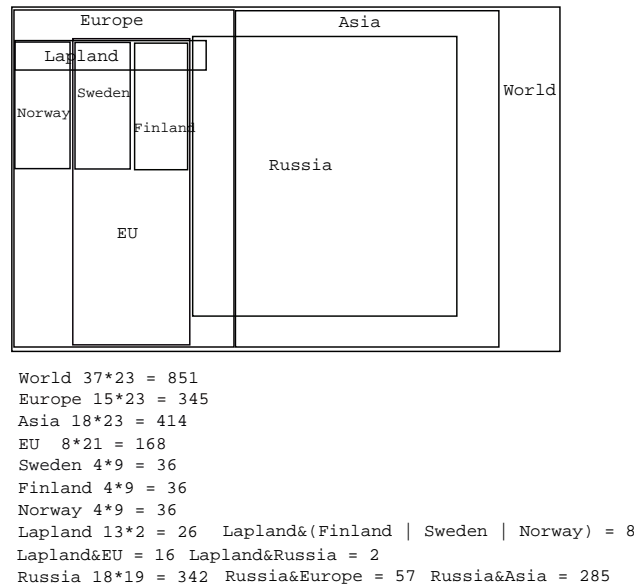 Europe
Asia
Lapland
World
Sweden
Norway
Finland
Russia
EU
World 37*23 = 851
Europe 15*23 = 345
Asia 18*23 = 414
EU 8*21 = 168
Sweden 4*9 = 36
Finland 4*9 = 36
Norway 4*9 = 36
Lapland 13*2 = 26 Lapland&(Finland | Sweden | Norway) = 8
Lapland&EU = 16 Lapland&Russia = 2
Russia 18*19 = 342 Russia&Europe = 57 Russia&Asia = 285